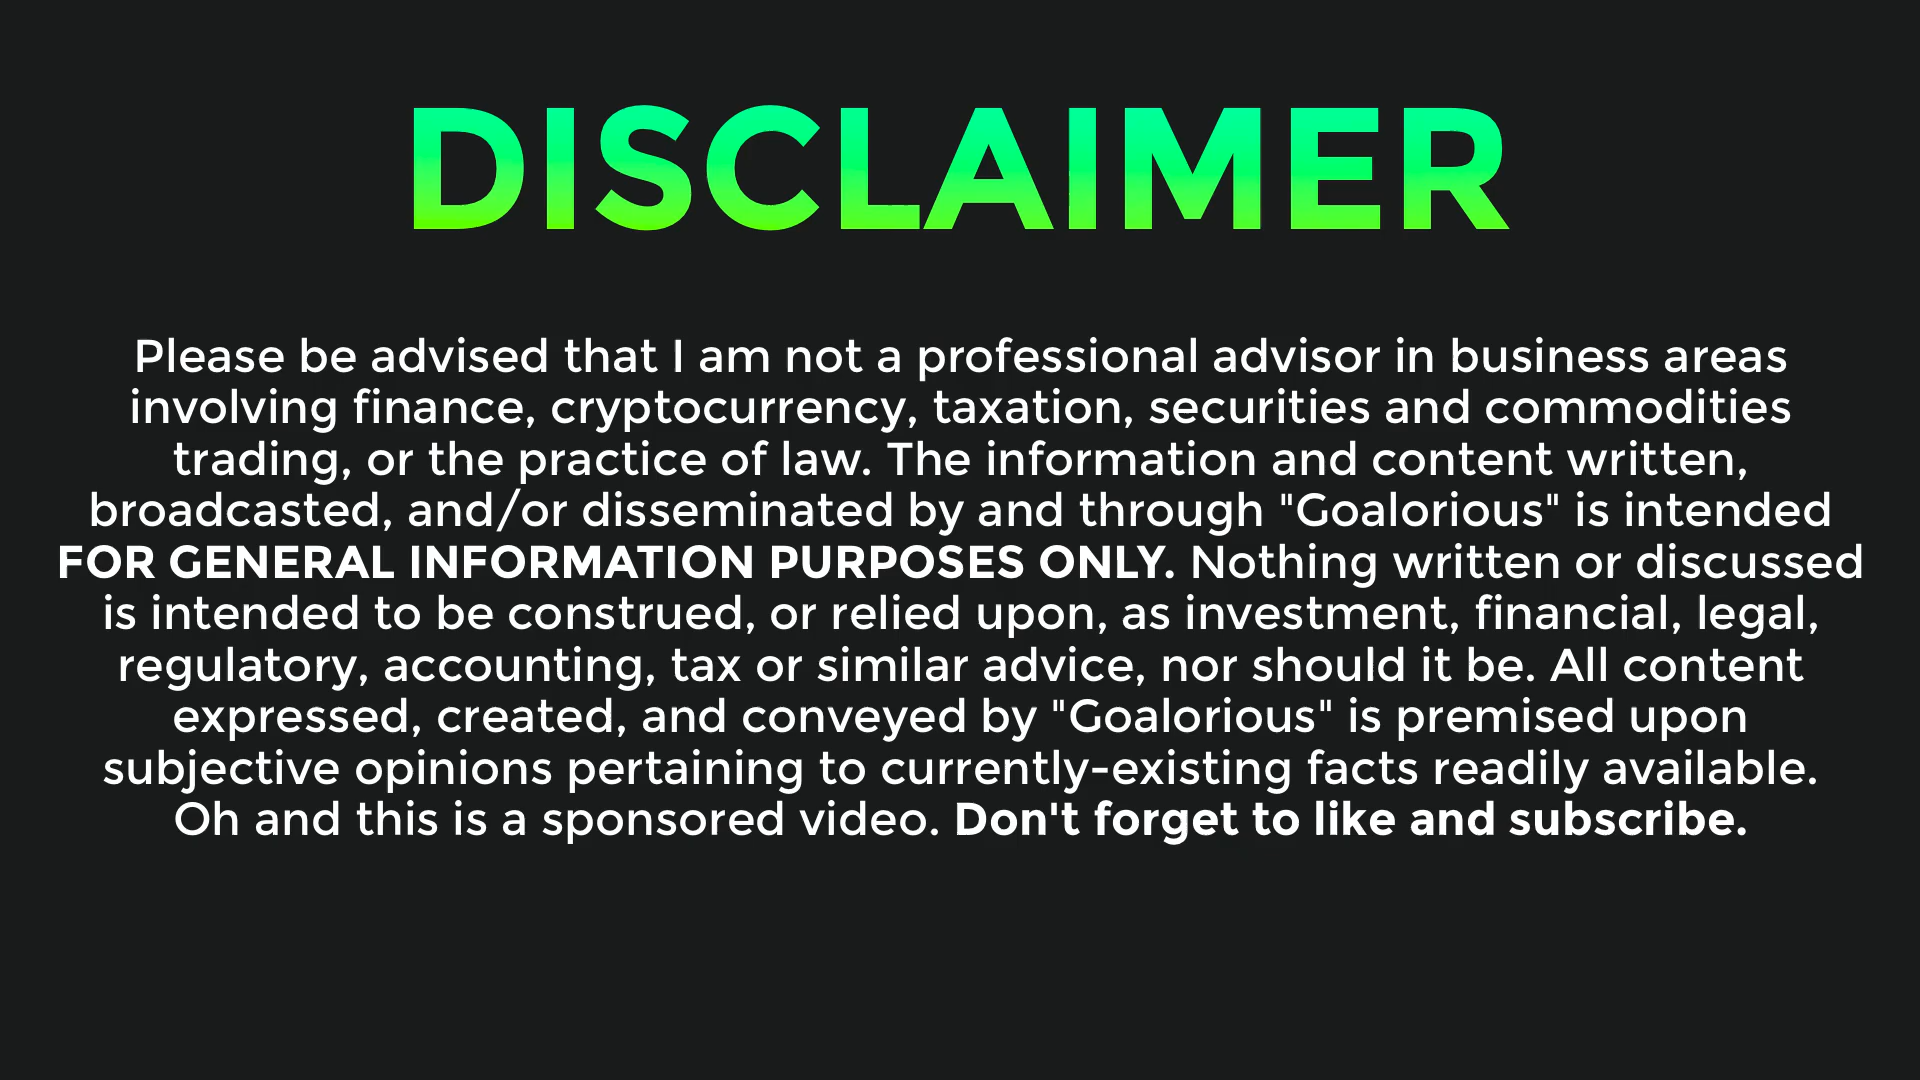 DISCLAIMER
Please be advised that I am not a professional advisor in business areas
involving finance, cryptocurrency, taxation, securities and commodities
trading, or the practice of law. The information and content written,
broadcasted, and/or disseminated by and through "Goalorious" is intended
FOR GENERAL INFORMATION PURPOSES ONLY. Nothing written or discussed
is intended to be construed, or relied upon, as investment, financial, legal,
regulatory, accounting, tax or similar advice, nor should it be. All content
expressed, created, and conveyed by "Goalorious" is premised upon
subjective opinions pertaining to currently-existing facts readily available.
Oh and this is a sponsored video. Don't forget to like and subscribe.